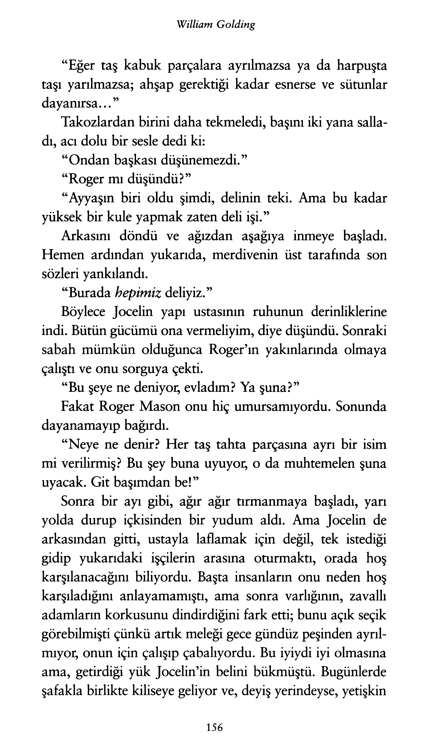 William Golding
“Eğer taş kabuk parçalara ayrılmazsa ya da harpuşta
taşı yarılmazsa; ahşap gerektiği kadar esnerse ve sütunlar
dayanırsa...”
Takozlardan birini daha tekmeledi, başını iki yana salla-
dı, acı dolu bir sesle dedi ki:
“Ondan başkası düşünemezdi.”
“Roger mı düşündü?”
“Ayyaşın biri oldu şimdi, delinin teki. Ama bu kadar
yüksek bir kule yapmak zaten deli işi.”
Arkasını döndü ve ağızdan aşağıya inmeye başladı.
Hemen ardından yukarıda, merdivenin üst tarafında son
sözleri yankılandı.
“Burada hepimiz deliyiz.”
Böylece Jocelin yapı ustasının ruhunun derinliklerine
indi. Bütün gücümü ona vermeliyim, diye düşündü. Sonraki
sabah mümkün olduğunca Roger’ın yakınlarında olmaya
çalıştı ve onu sorguya çekti.
“Bu şeye ne deniyor, evladım? Ya şuna?”
Fakat Roger Mason onu hiç umursamıyordu. Sonunda
dayanamayıp bağırdı.
“Neye ne denir? Her taş tahta parçasına ayrı bir isim
mi verilirmiş? Bu şey buna uyuyor, o da muhtemelen şuna
uyacak. Git başımdan be!”
Sonra bir ayı gibi, ağır ağır tırmanmaya başladı, yarı
yolda durup içkisinden bir yudum aldı. Ama Jocelin de
arkasından gitti, ustayla laflamak için değil, tek istediği
gidip yukarıdaki işçilerin arasına oturmaktı, orada hoş
karşılanacağını biliyordu. Başta insanların onu neden hoş
karşıladığını anlayamamıştı, ama sonra varlığının, zavallı
adamların korkusunu dindirdiğini fark etti; bunu açık seçik
görebilmişti çünkü artık meleği gece gündüz peşinden ayrıl-
mıyor, onun için çalışıp çabalıyordu. Bu iyiydi iyi olmasına
ama, getirdiği yük Jocelin’in belini bükmüştü. Bugünlerde
şafakla birlikte kiliseye geliyor ve, deyiş yerindeyse, yetişkin
156